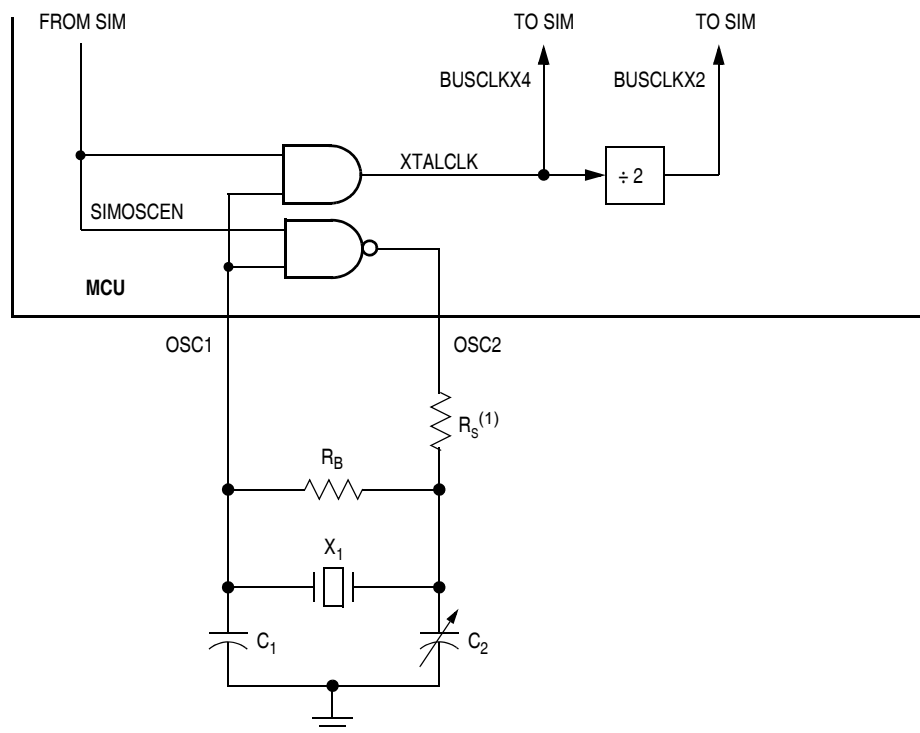 FROM SIM
TO SIM
TO SIM
BUSCLKX4
BUSCLKX2
XTALCLK
÷ 2
SIMOSCEN
MCU
OSC1
OSC2
RS(1)
RB
X1
C1
C2